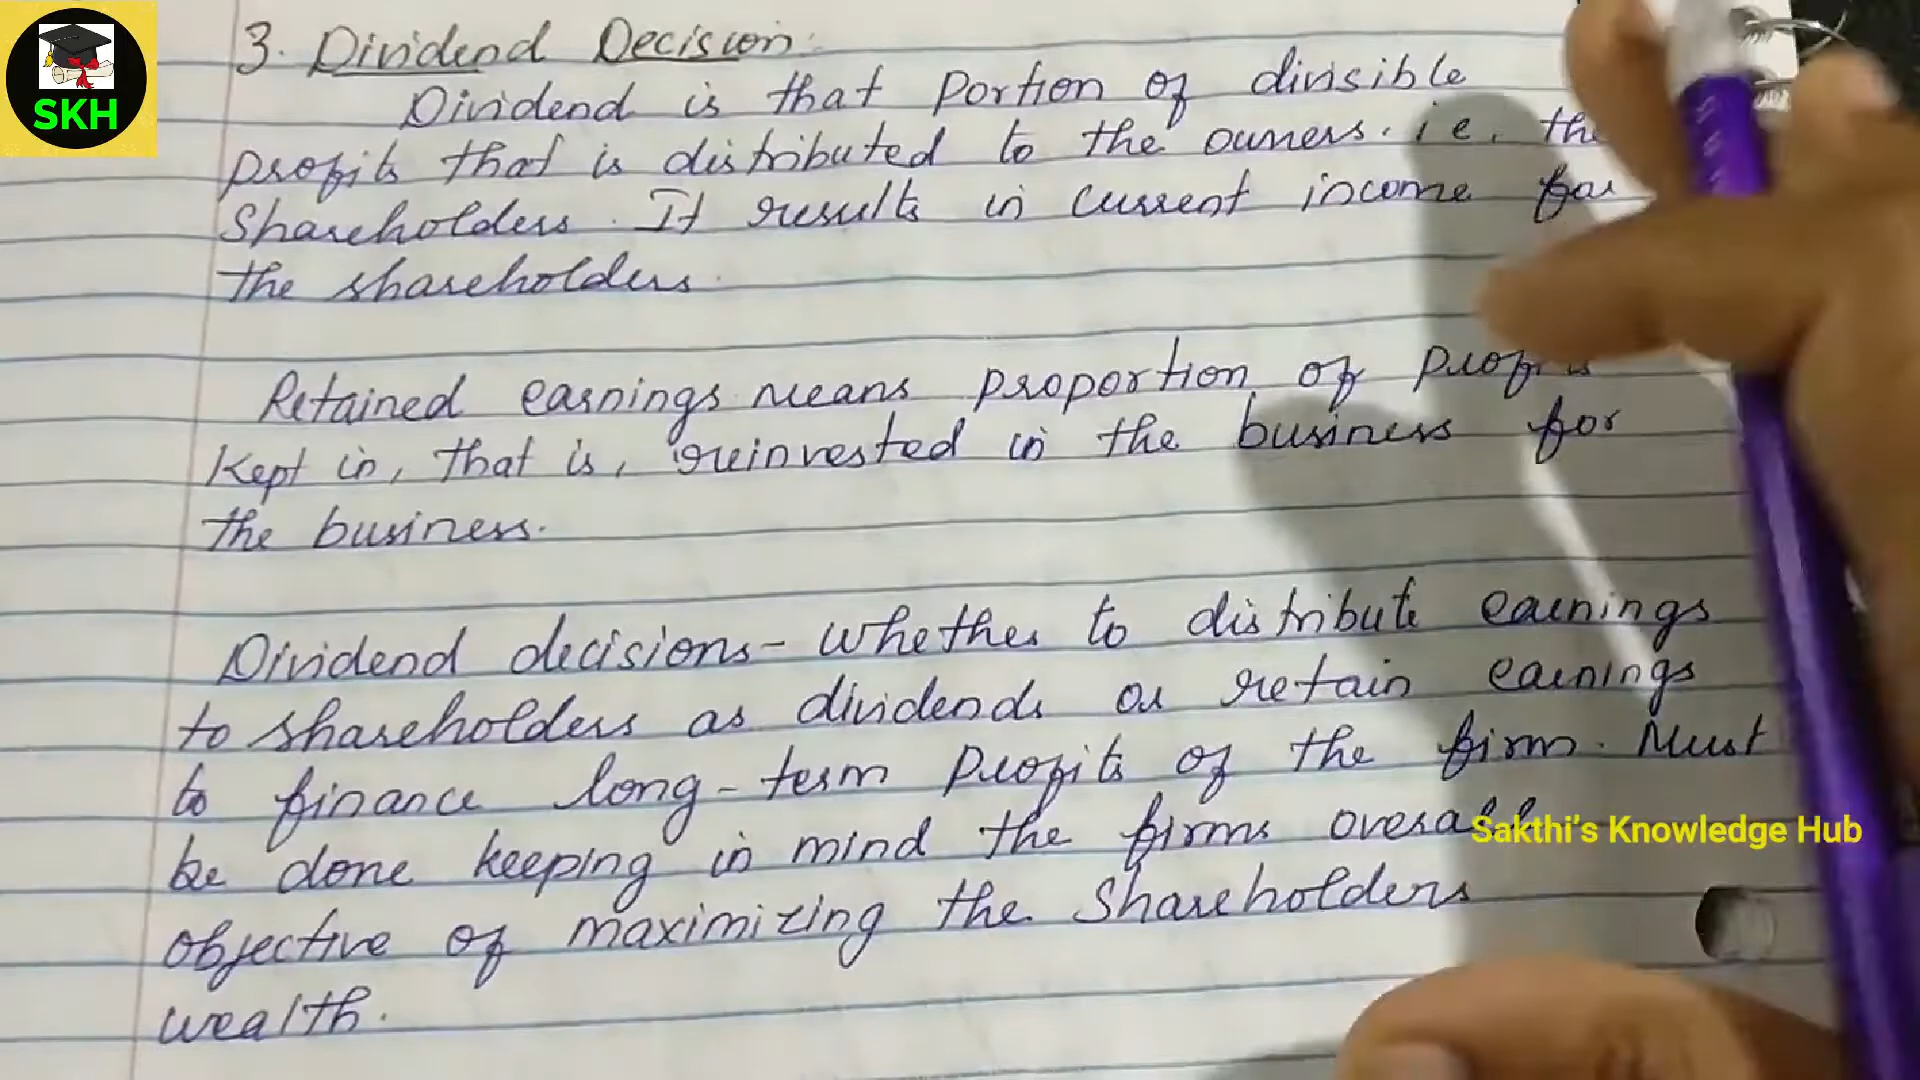 SKH
3. Dividend Decision:
Dividend is that portion of divisible
profits that is distributed to the owners. i.e. the
Shareholders. It results in current income for
the shareholders.
Retained earnings means proportion of profits
kept in, that is, reinvested in the business for
the business.
Dividend decisions - whether to distribute earnings
to shareholders as dividends or retain earnings
to finance long-term profits of the firm. Must
be done keeping in mind the firms overall
Sakthi's Knowledge Hub
objective of maximizing the Shareholders
wealth.